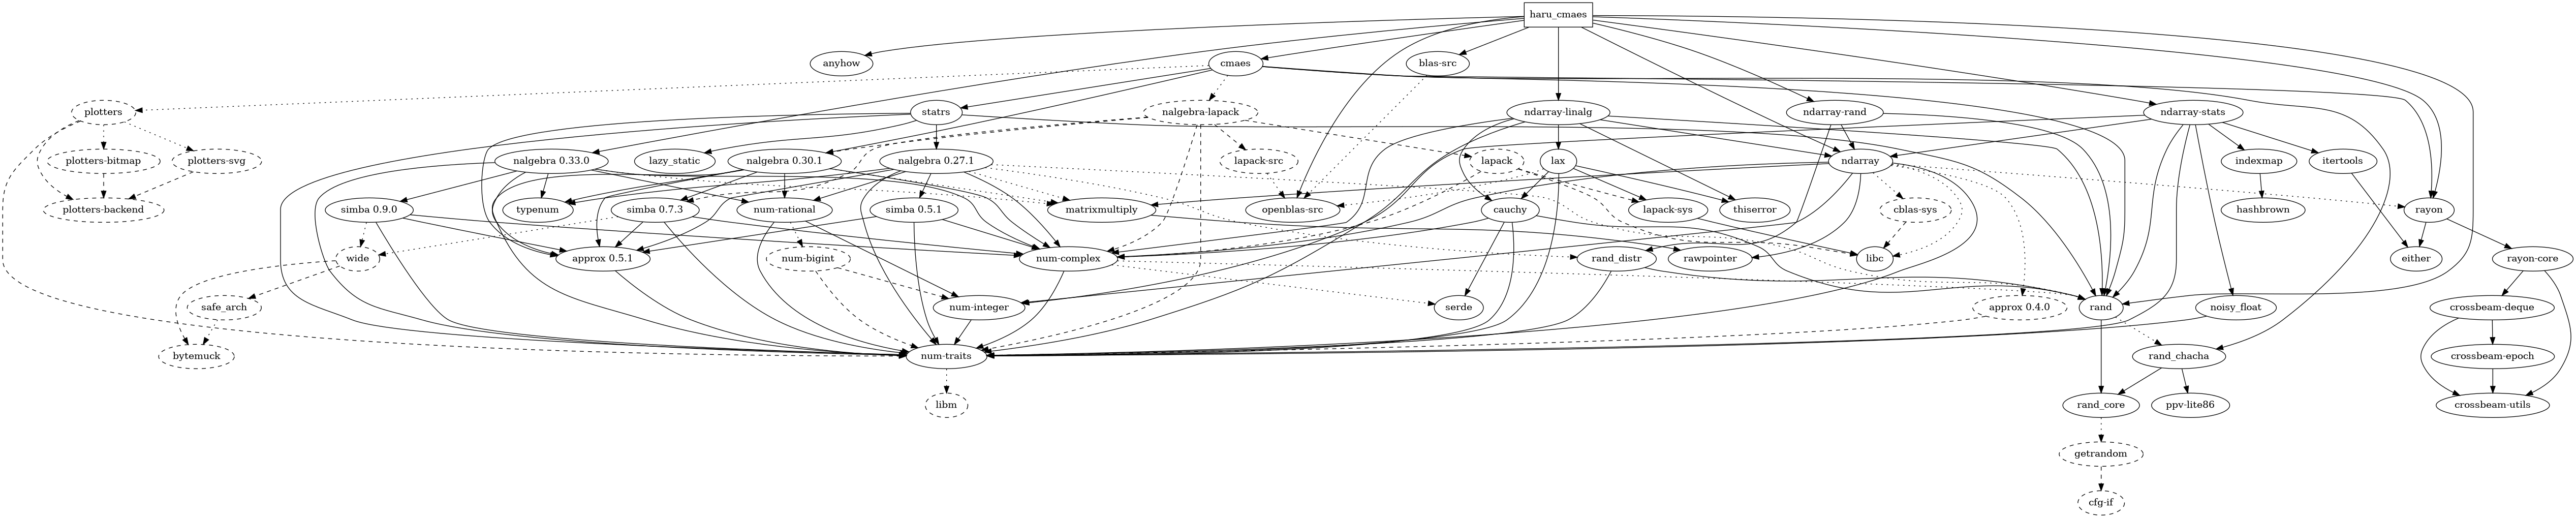 haru_cmaes
anyhow
cmaes
blas-src
plotters
statrs
nalgebra-lapack
ndarray-linalg
ndarray-rand
ndarray-stats
plotters-bitmap
plotters-svg
nalgebra 0.33.0
lazy_static
nalgebra 0.30.1
nalgebra 0.27.1
lapack-src
lapack
lax
ndarray
indexmap
itertools
plotters-backend
simba 0.9.0
typenum
simba 0.7.3
num-rational
simba 0.5.1
matrixmultiply
openblas-src
cauchy
lapack-sys
thiserror
cblas-sys
hashbrown
rayon
wide
approx 0.5.1
num-bigint
num-complex
rand_distr
rawpointer
libc
either
rayon-core
safe_arch
num-integer
serde
approx 0.4.0
rand
noisy_float
crossbeam-deque
bytemuck
num-traits
rand_chacha
crossbeam-epoch
libm
rand_core
ppv-lite86
crossbeam-utils
getrandom
cfg-if